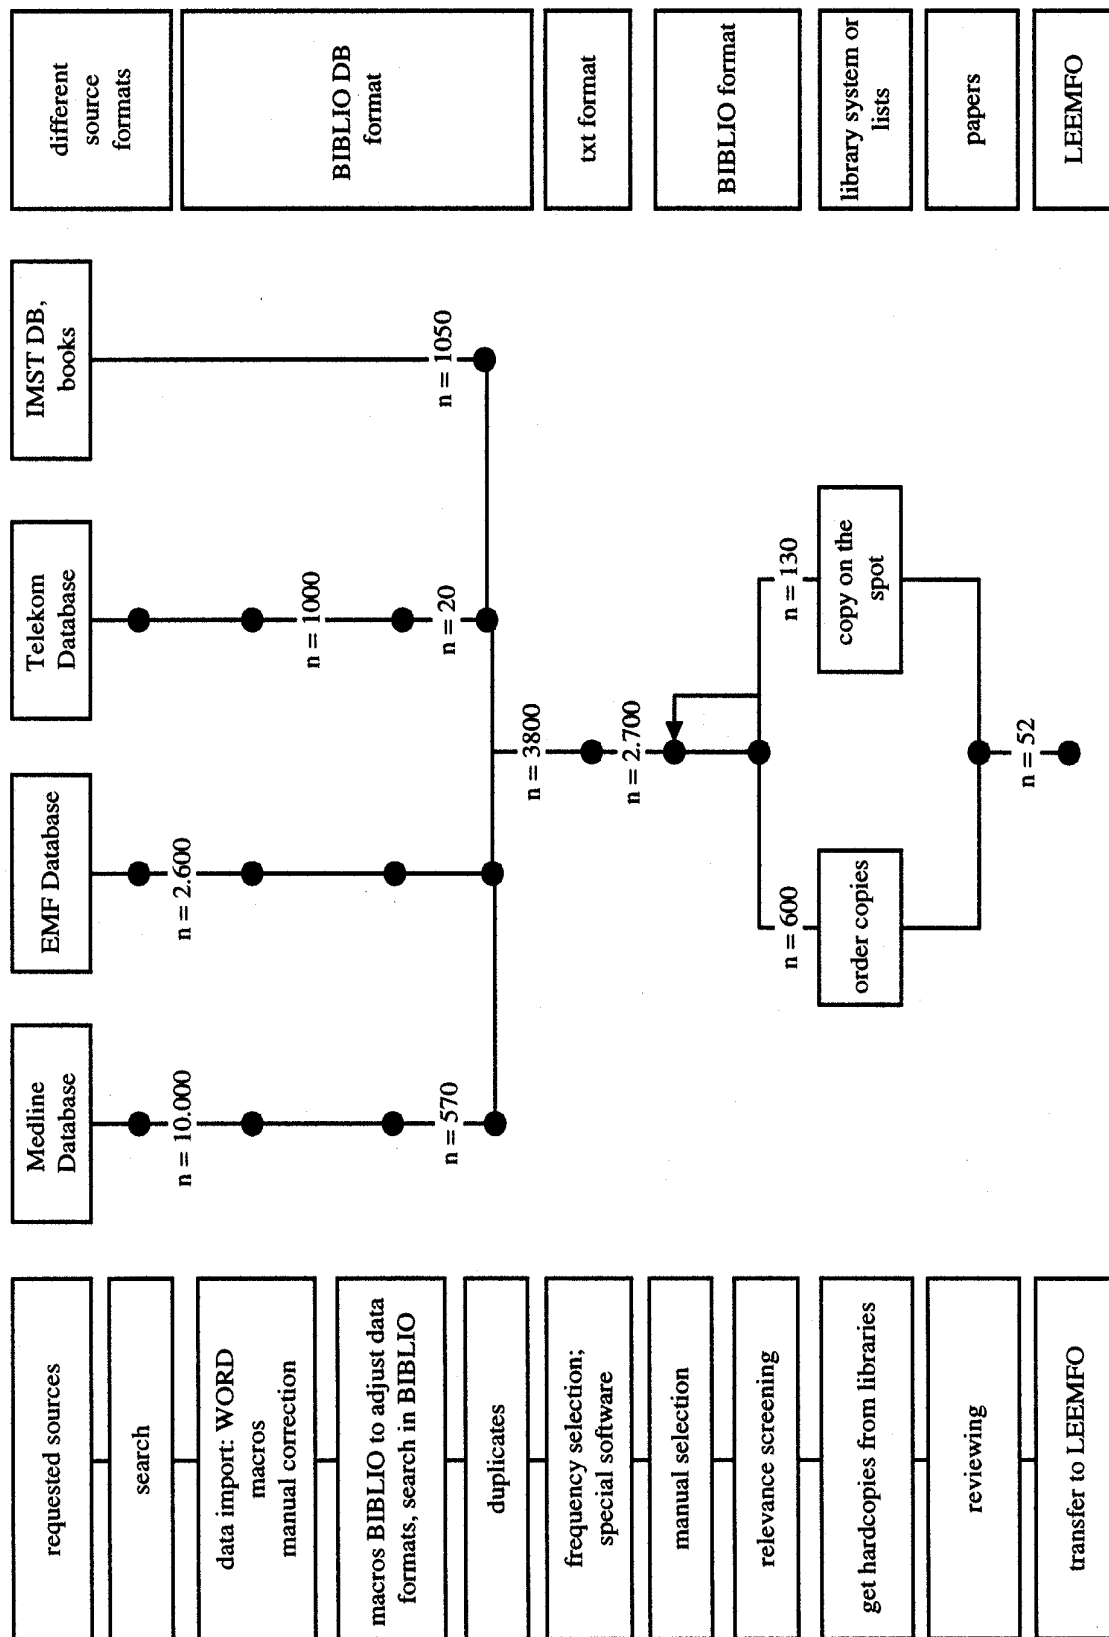 requested sources
search
data import: WORD
macros
manual correction
macros BIBLIO to adjust data
formats, search in BIBLIO
duplicates
frequency selection;
special software
manual selection
relevance screening
get hardcopies from libraries
reviewing
transfer to LEEMFO
Medline
Database
n = 10.000
n = 570
EMF Database
n = 2.600
Telekom
Database
n = 1000
n = 20
IMST DB,
books
n = 1050
n = 3800
n = 2.700
n = 600
n = 130
order copies
copy on the
spot
n = 52
different
source
formats
BIBLIO DB
format
txt format
BIBLIO format
library system or
lists
papers
LEEMFO